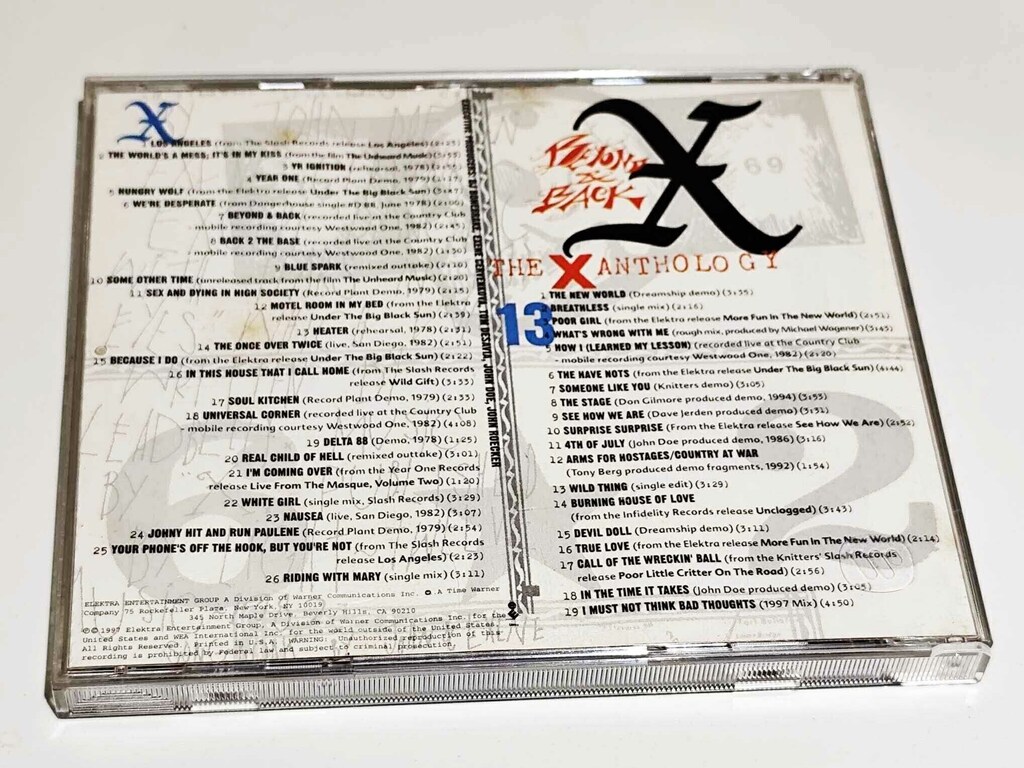 X
LOS ANGELES (from The Slash Records release Los Angeles) (2:25)
2 THE WORLD'S A MESS; IT'S IN MY KISS (from the film The Unheard Music)
3 YR IGNITION (rehearsal, 1978)
4 YEAR ONE (Record Plant Demo, 1979)
5 HUNGRY WOLF (from the Elektra release Under The Big Black Sun)
6 WE'RE DESPERATE (from Dangerhouse single #D 88, June 1978)
7 BEYOND & BACK (recorded live at the Country Club
- mobile recording courtesy Westwood One, 1982) (2:45)
8 BACK 2 THE BASE (recorded live at the Country Club
- mobile recording courtesy Westwood One, 1982)
9 BLUE SPARK (remixed outtake) (2:10)
10 SOME OTHER TIME (unreleased track from the film The Unheard Music) (2:20)
11 SEX AND DYING IN HIGH SOCIETY (Record Plant Demo, 1979) (2:15)
12 MOTEL ROOM IN MY BED (from the Elektra
release Under The Big Black Sun) (2:39)
13 HEATER (rehearsal, 1978) (2:31)
14 THE ONCE OVER TWICE (live, San Diego, 1982) (2:51)
15 BECAUSE I DO (from the Elektra release Under The Big Black Sun) (2:22)
16 IN THIS HOUSE THAT I CALL HOME (from The Slash Records
release Wild Gift) (3:33)
17 SOUL KITCHEN (Record Plant Demo, 1979) (2:33)
18 UNIVERSAL CORNER (recorded live at the Country Club
- mobile recording courtesy Westwood One, 1982) (4:08)
19 DELTA 88 (Demo, 1978) (1:25)
20 REAL CHILD OF HELL (remixed outtake) (3:01)
21 I'M COMING OVER (from the Year One Records
release Live From The Masque, Volume Two) (1:20)
22 WHITE GIRL (single mix, Slash Records) (3:29)
23 NAUSEA (live, San Diego, 1982) (3:07)
24 JOHNY HIT AND RUN PAULENE (Record Plant Demo, 1979) (2:54)
25 YOUR PHONE'S OFF THE HOOK, BUT YOU'RE NOT (from The Slash Records
release Los Angeles) (2:23)
26 RIDING WITH MARY (single mix) (3:11)
ELEKTRA ENTERTAINMENT GROUP A Division of Warner Communications Inc. A Time Warner
Company 75 Rockefeller Plaza, New York, NY 10019
345 North Maple Drive, Beverly Hills, CA 90210
℗© 1997 Elektra Entertainment Group, A Division of Warner Communications Inc. for the
United States and WEA International Inc. for the world outside of the United States.
All Rights Reserved. Printed in U.S.A. WARNING: Unauthorized reproduction of this
recording is prohibited by Federal law and subject to criminal prosecution.
TOM DESAVIA, JOHN DOE, JOHN ROECKER
X
BEYOND & BACK
69
THE X ANTHOLOGY
13
1 THE NEW WORLD (Dreamship demo) (3:35)
BREATHLESS (single mix) (2:16)
POOR GIRL (from the Elektra release More Fun In The New World) (2:51)
WHAT'S WRONG WITH ME (rough mix, produced by Michael Wagener) (3:45)
5 HOW I (LEARNED MY LESSON) (recorded live at the Country Club
- mobile recording courtesy Westwood One, 1982) (2:20)
6 THE HAVE NOTS (from the Elektra release Under The Big Black Sun) (4:44)
7 SOMEONE LIKE YOU (Knitters demo) (3:05)
8 THE STAGE (Don Gilmore produced demo, 1994) (3:53)
9 SEE HOW WE ARE (Dave Jerden produced demo) (3:31)
10 SURPRISE SURPRISE (From the Elektra release See How We Are) (2:52)
11 4TH OF JULY (John Doe produced demo, 1986) (3:16)
12 ARMS FOR HOSTAGES/COUNTRY AT WAR
(Tony Berg produced demo fragments, 1992) (1:54)
13 WILD THING (single edit) (3:29)
14 BURNING HOUSE OF LOVE
(from the Infidelity Records release Unclogged) (3:43)
15 DEVIL DOLL (Dreamship demo) (3:11)
16 TRUE LOVE (from the Elektra release More Fun In The New World) (2:14)
17 CALL OF THE WRECKIN' BALL (from the Knitters' Slash Records
release Poor Little Critter On The Road) (2:56)
18 IN THE TIME IT TAKES (John Doe produced demo) (3:05)
19 I MUST NOT THINK BAD THOUGHTS (1997 Mix) (4:50)